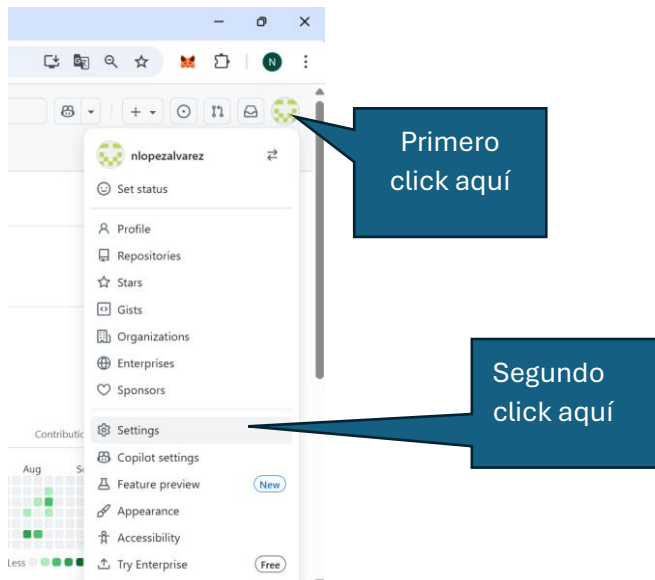 N
Primero
click aquí
nlopezalvarez
Set status
Profile
Repositories
Stars
Gists
Organizations
Enterprises
Sponsors
Segundo
click aquí
Settings
Contributio
Copilot settings
Aug
S
Feature preview
New
Appearance
Accessibility
Less
Try Enterprise
Free